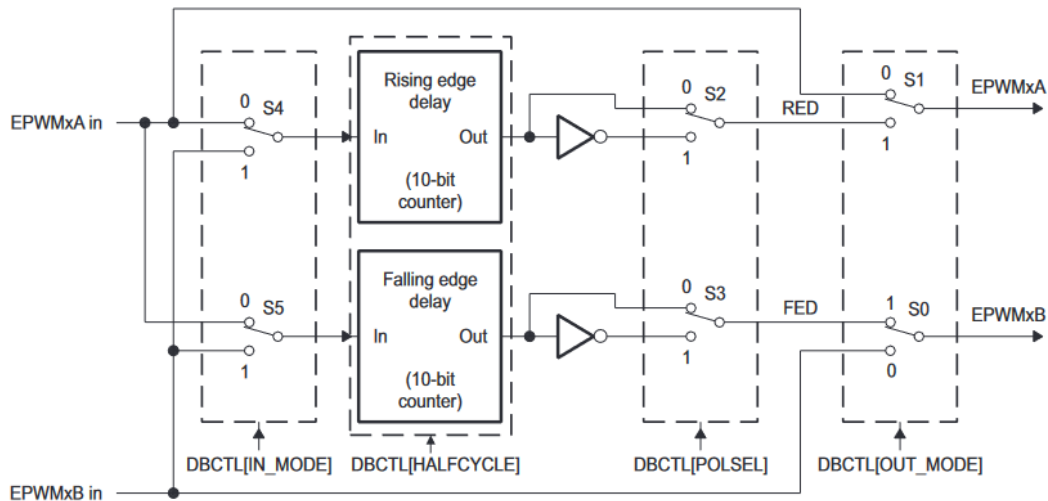 EPWMxA in
0
S4
1
Rising edge
delay
In
Out
(10-bit
counter)
0
S2
1
RED
0
S1
1
EPWMxA
0
S5
1
Falling edge
delay
In
Out
(10-bit
counter)
0
S3
1
FED
1
S0
0
EPWMxB
DBCTL[IN_MODE]
DBCTL[HALFCYCLE]
DBCTL[POLSEL]
DBCTL[OUT_MODE]
EPWMxB in